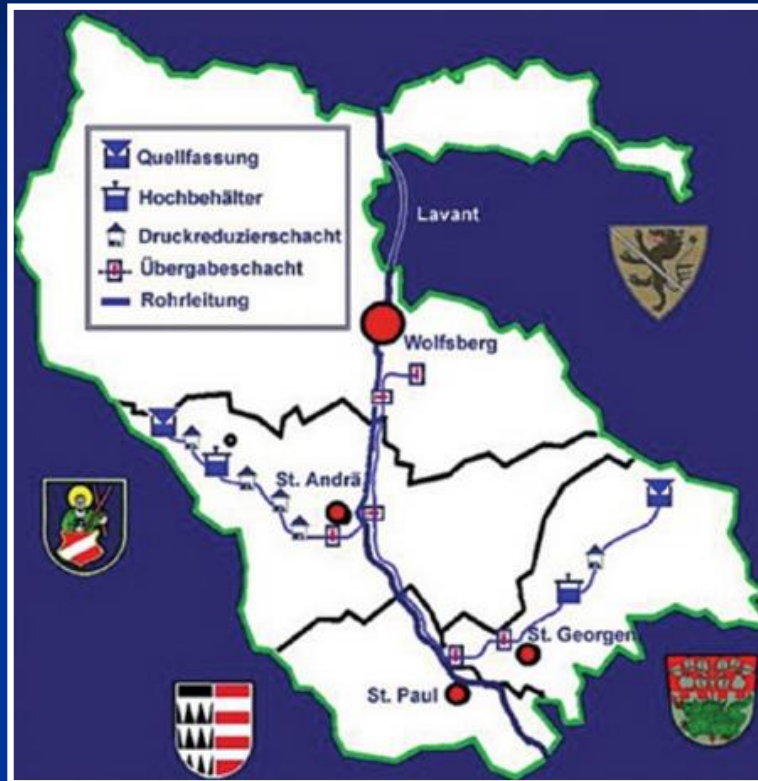 Quellfassung
Hochbehälter
Druckreduzierschacht
Übergabeschacht
Rohrleitung
Lavant
Wolfsberg
St. Andrä
St. Georgen
St. Paul